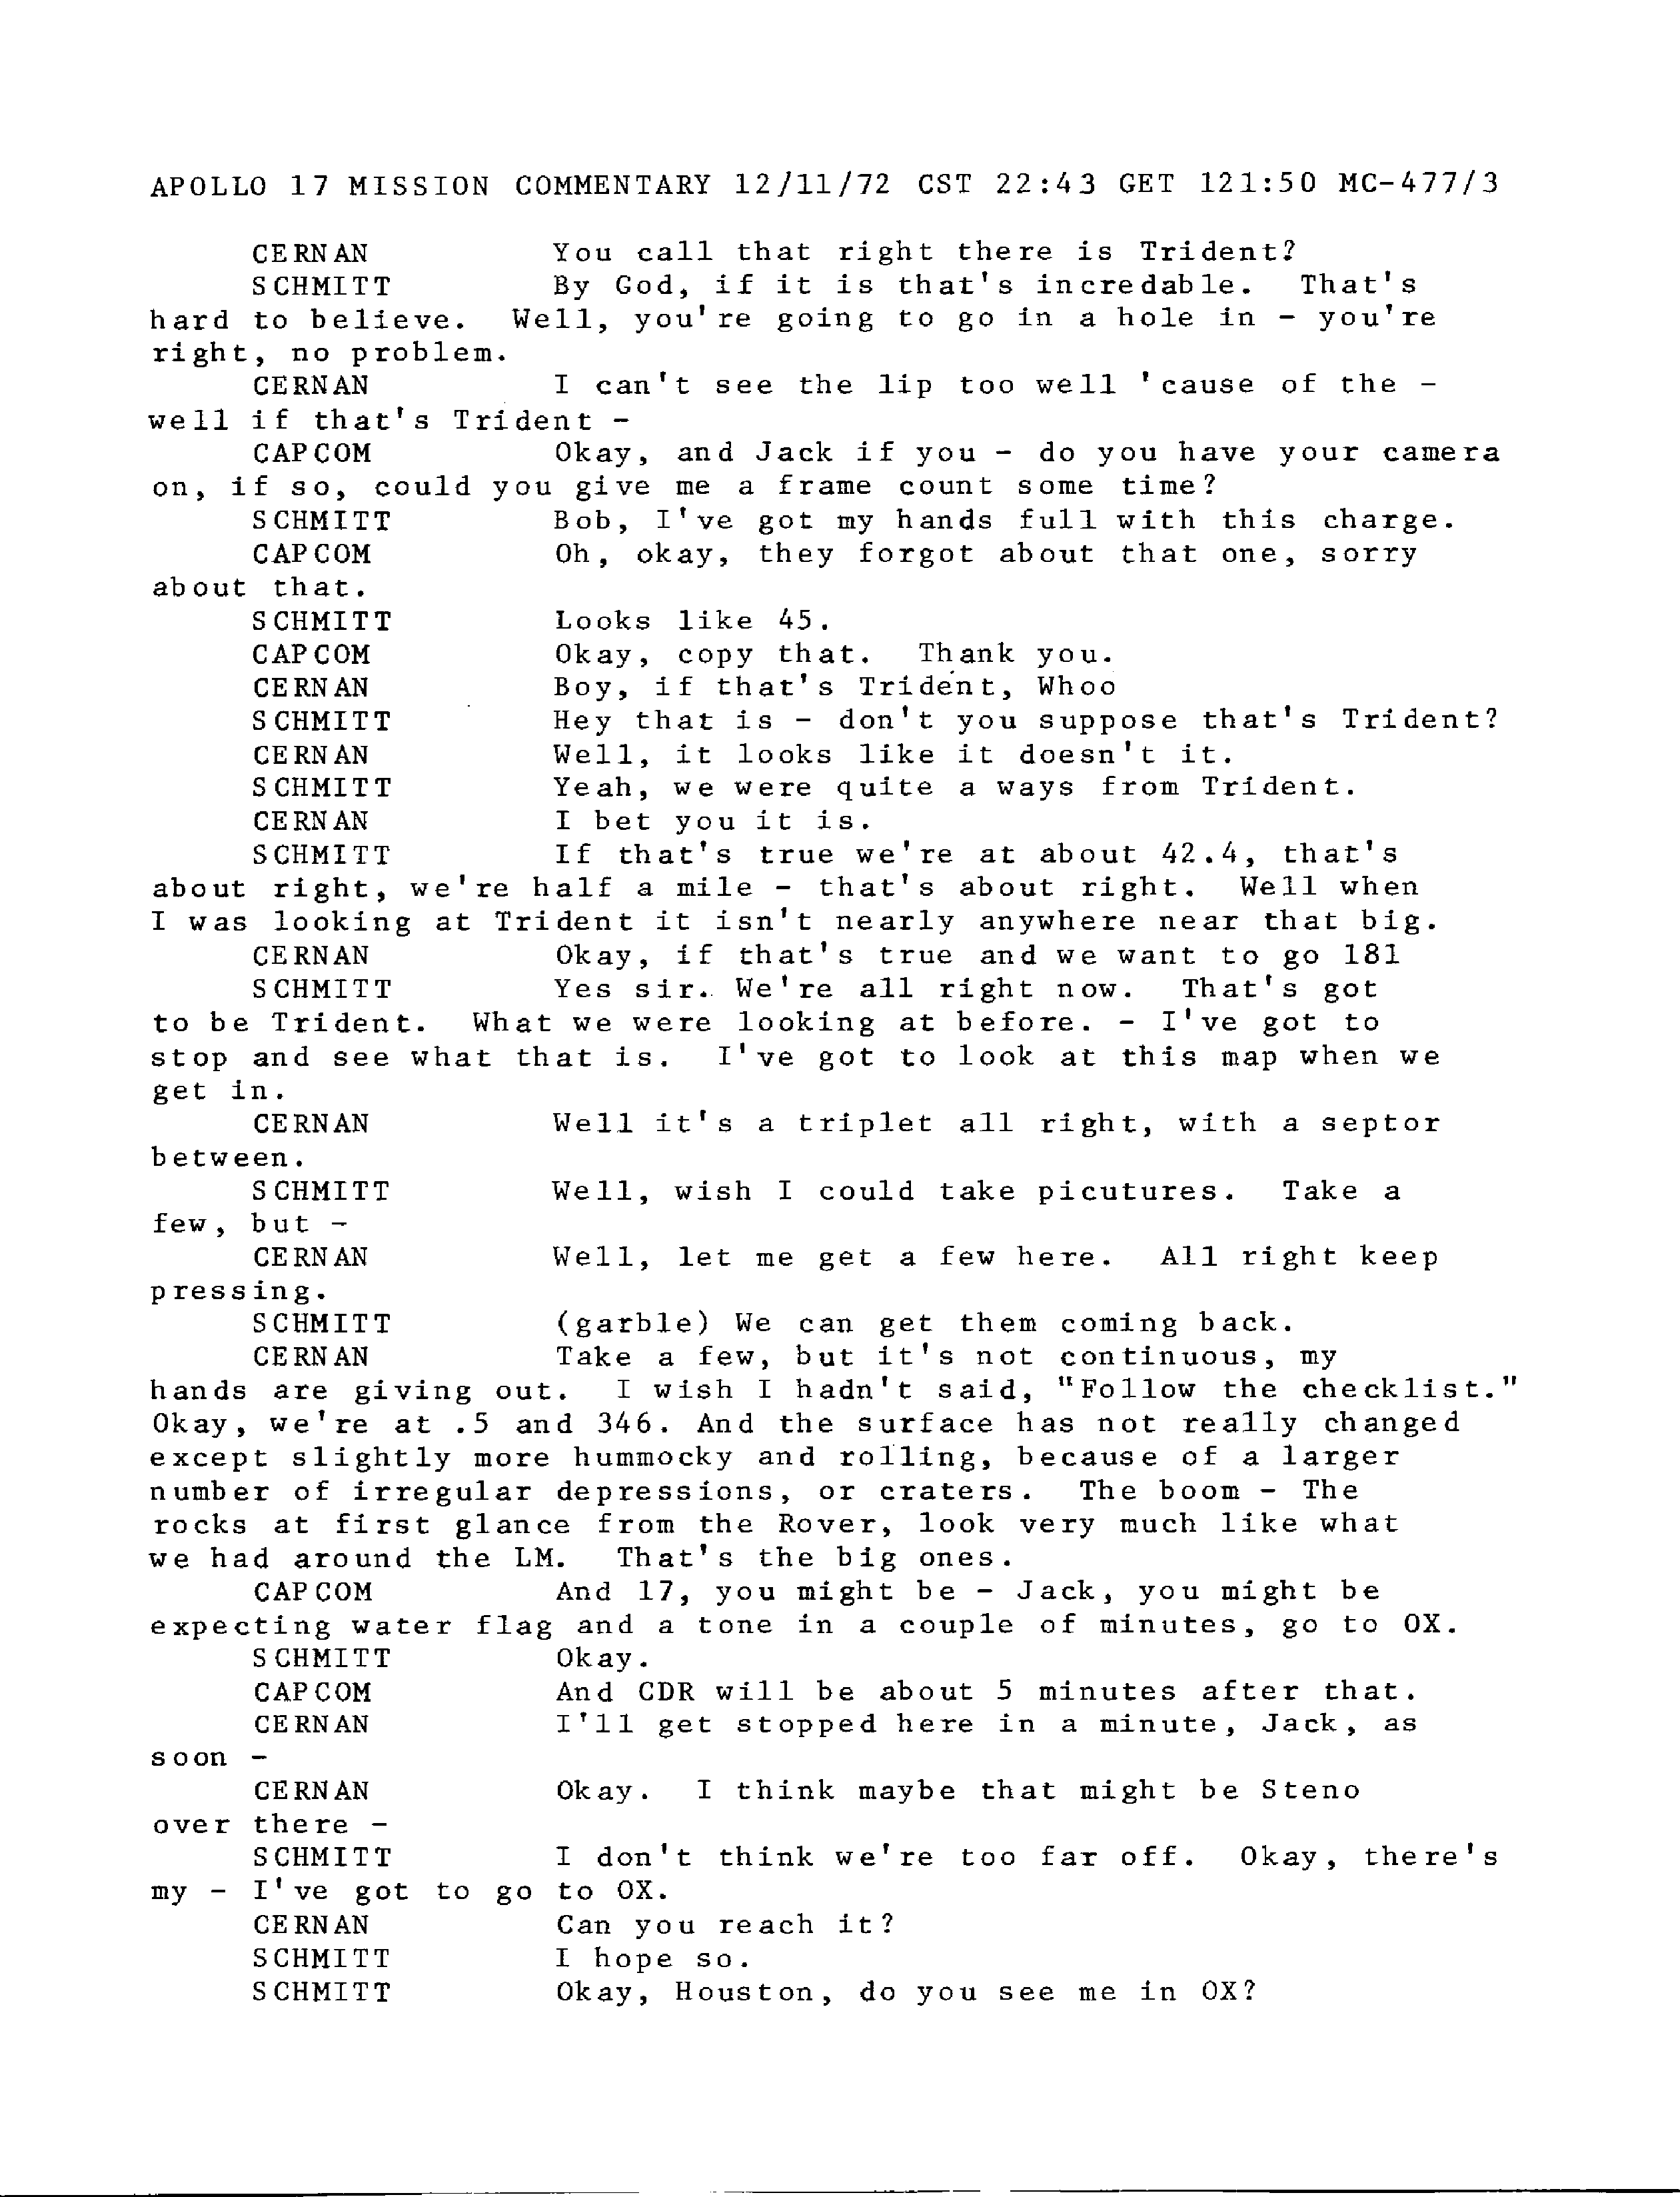 APOLLO 17 MISSION COMMENTARY 12/11/72 CST 22:43 GET 121:50 MC-477/3
CERNAN You call that right there is Trident?
SCHMITT By God, if it is that's incredable. That's
hard to believe. Well, you're going to go in a hole in - you're
right, no problem.
CERNAN I can't see the lip too well 'cause of the -
well if that's Trident -
CAPCOM Okay, and Jack if you - do you have your camera
on, if so, could you give me a frame count some time?
SCHMITT Bob, I've got my hands full with this charge.
CAPCOM Oh, okay, they forgot about that one, sorry
about that.
SCHMITT Looks like 45.
CAPCOM Okay, copy that. Thank you.
CERNAN Boy, if that's Trident, Whoo
SCHMITT Hey that is - don't you suppose that's Trident?
CERNAN Well, it looks like it doesn't it.
SCHMITT Yeah, we were quite a ways from Trident.
CERNAN I bet you it is.
SCHMITT If that's true we're at about 42.4, that's
about right, we're half a mile - that's about right. Well when
I was looking at Trident it isn't nearly anywhere near that big.
CERNAN Okay, if that's true and we want to go 181
SCHMITT Yes sir. We're all right now. That's got
to be Trident. What we were looking at before. - I've got to
stop and see what that is. I've got to look at this map when we
get in.
CERNAN Well it's a triplet all right, with a septor
between.
SCHMITT Well, wish I could take picutures. Take a
few, but -
CERNAN Well, let me get a few here. All right keep
pressing.
SCHMITT (garble) We can get them coming back.
CERNAN Take a few, but it's not continuous, my
hands are giving out. I wish I hadn't said, "Follow the checklist."
Okay, we're at .5 and 346. And the surface has not really changed
except slightly more hummocky and rolling, because of a larger
number of irregular depressions, or craters. The boom - The
rocks at first glance from the Rover, look very much like what
we had around the LM. That's the big ones.
CAPCOM And 17, you might be - Jack, you might be
expecting water flag and a tone in a couple of minutes, go to OX.
SCHMITT Okay.
CAPCOM And CDR will be about 5 minutes after that.
CERNAN I'll get stopped here in a minute, Jack, as
soon -
CERNAN Okay. I think maybe that might be Steno
over there -
SCHMITT I don't think we're too far off. Okay, there's
my - I've got to go to OX.
CERNAN Can you reach it?
SCHMITT I hope so.
SCHMITT Okay, Houston, do you see me in OX?